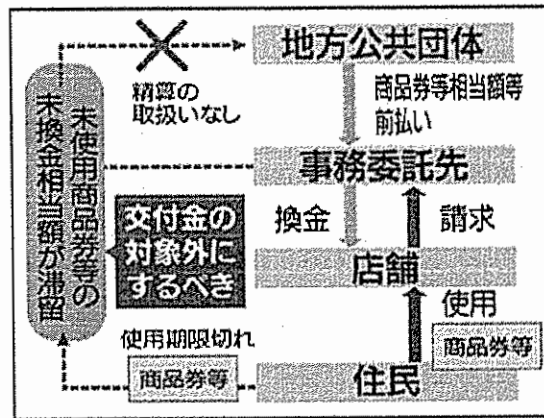 地方公共団体
精算の
取扱いなし
商品券等相当額等
前払い
事務委託先
未使用商品券等の
未換金相当額が滞留
交付金の
対象外に
するべき
換金
請求
店舗
使用期限切れ
商品券等
使用
商品券等
住民